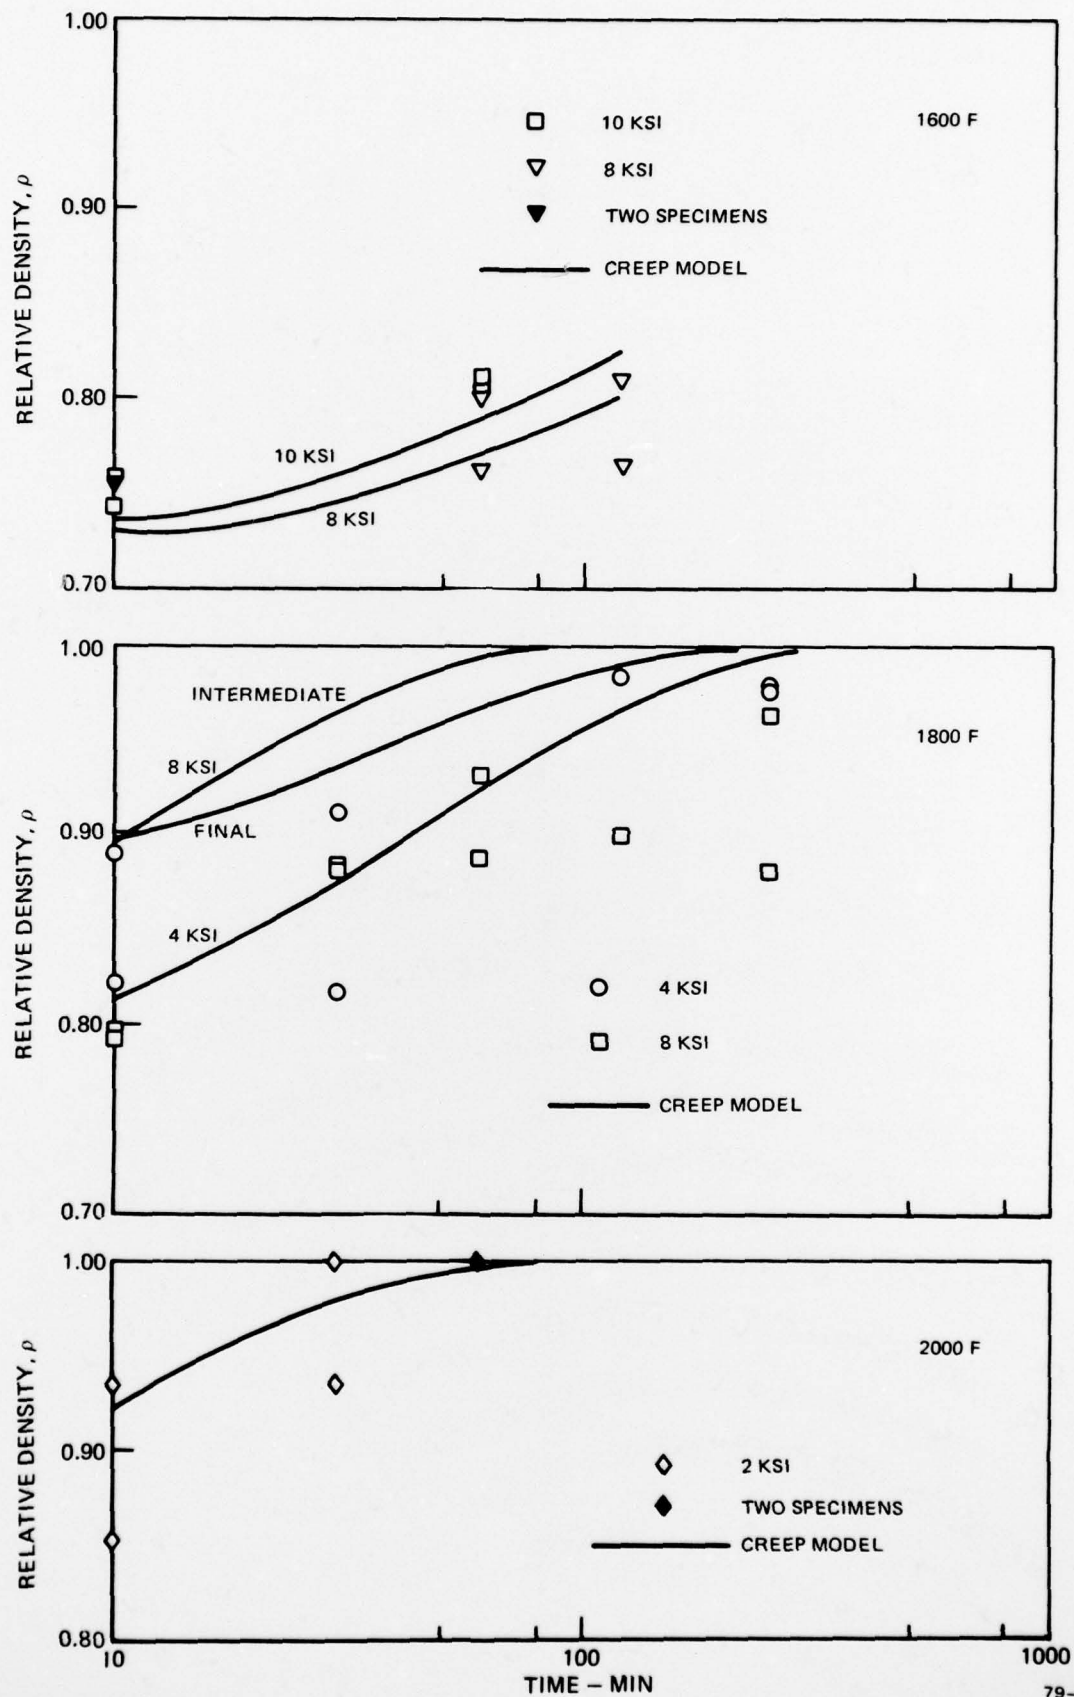 1.00
10 KSI
1600 F
8 KSI
0.90
TWO SPECIMENS
CREEP MODEL
RELATIVE DENSITY, ρ
0.80
10 KSI
8 KSI
0.70
1.00
INTERMEDIATE
1800 F
8 KSI
0.90
FINAL
RELATIVE DENSITY, ρ
4 KSI
4 KSI
0.80
8 KSI
CREEP MODEL
0.70
1.00
2000 F
RELATIVE DENSITY, ρ
0.90
2 KSI
TWO SPECIMENS
CREEP MODEL
0.80
10
100
1000
TIME – MIN
79-